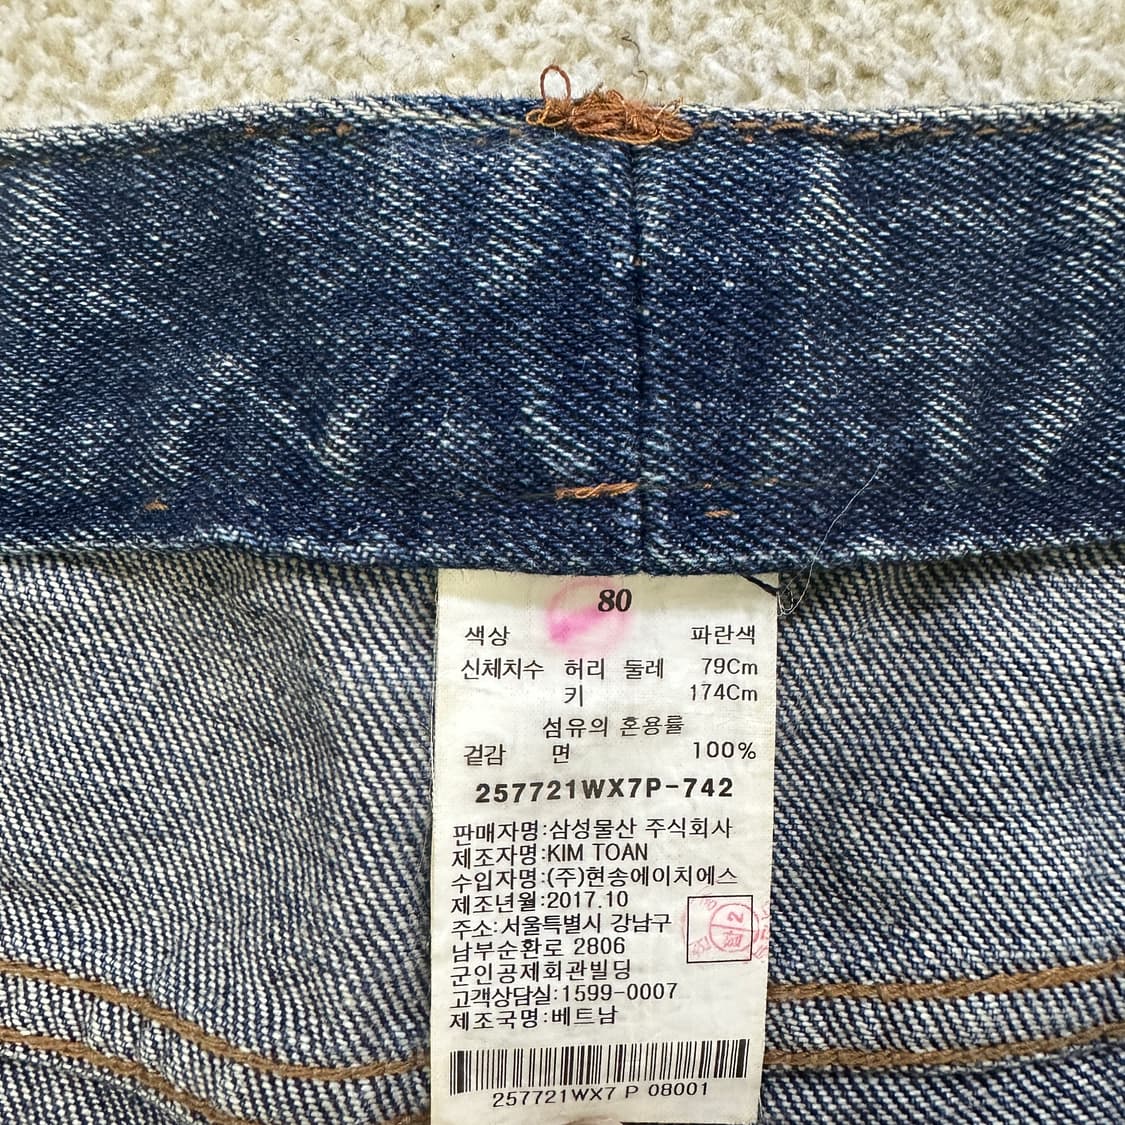 80
색상 파란색
신체치수 허리 둘레 79Cm
키 174Cm
섬유의 혼용률
겉감 면 100%
257721WX7P-742
판매자명:삼성물산 주식회사
제조자명:KIM TOAN
수입자명:(주)현송에이치에스
제조년월:2017.10
주소:서울특별시 강남구
남부순환로 2806
군인공제회관빌딩
고객상담실:1599-0007
제조국명:베트남
257721WX7 P 08001